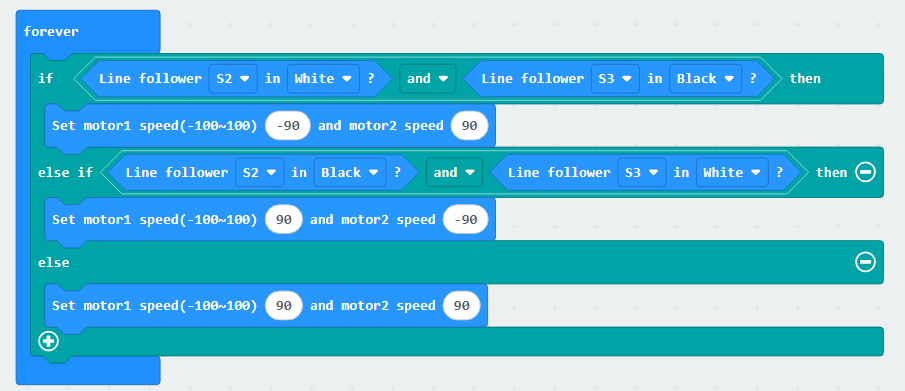 forever
if Line follower S2 in White ? and Line follower S3 in Black ? then
Set motor1 speed(-100~100) -90 and motor2 speed 90
else if Line follower S2 in Black ? and Line follower S3 in White ? then
Set motor1 speed(-100~100) 90 and motor2 speed -90
else
Set motor1 speed(-100~100) 90 and motor2 speed 90